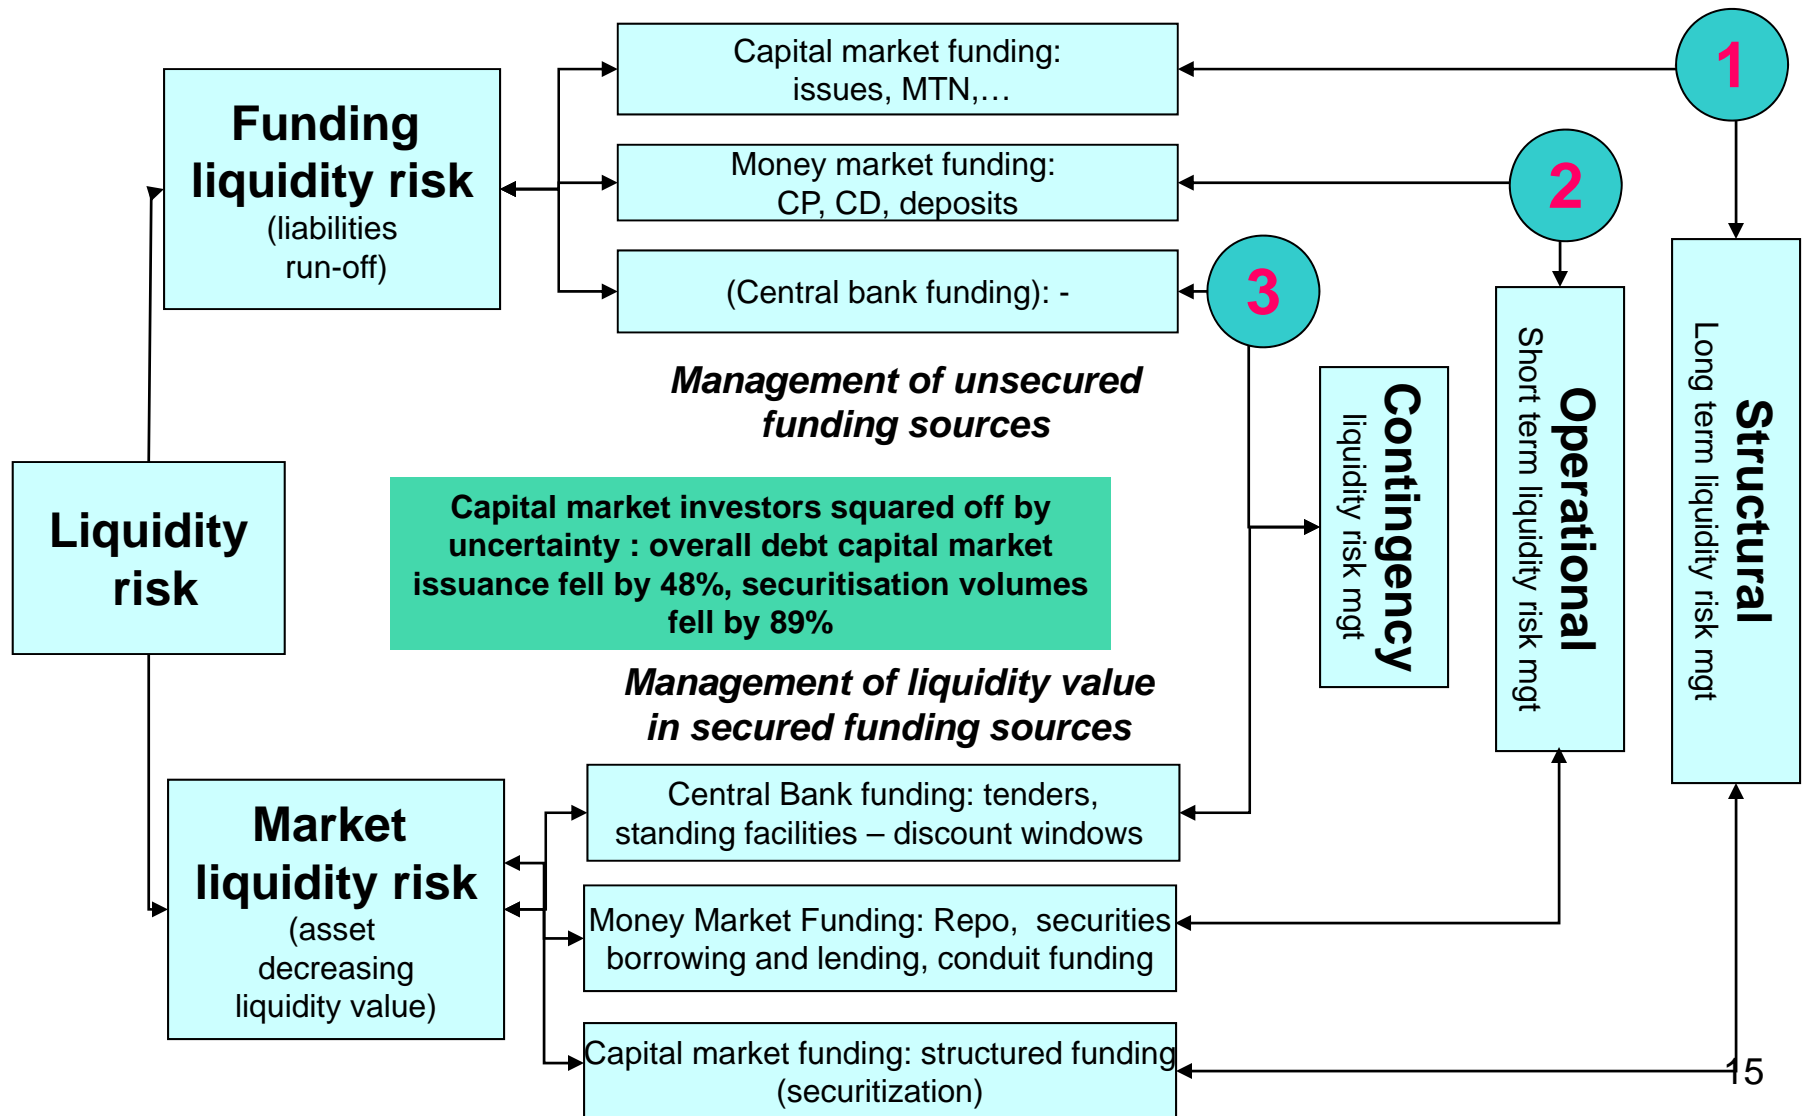 Capital market funding:
issues, MTN,…
1
Funding
liquidity risk
(liabilities
run-off)
Money market funding:
CP, CD, deposits
2
(Central bank funding): -
3
Management of unsecured
funding sources
Contingency
liquidity risk mgt
Operational
Short term liquidity risk mgt
Structural
Long term liquidity risk mgt
Liquidity
risk
Capital market investors squared off by
uncertainty : overall debt capital market
issuance fell by 48%, securitisation volumes
fell by 89%
Management of liquidity value
in secured funding sources
Market
liquidity risk
(asset
decreasing
liquidity value)
Central Bank funding: tenders,
standing facilities – discount windows
Money Market Funding: Repo, securities
borrowing and lending, conduit funding
Capital market funding: structured funding
(securitization)
15